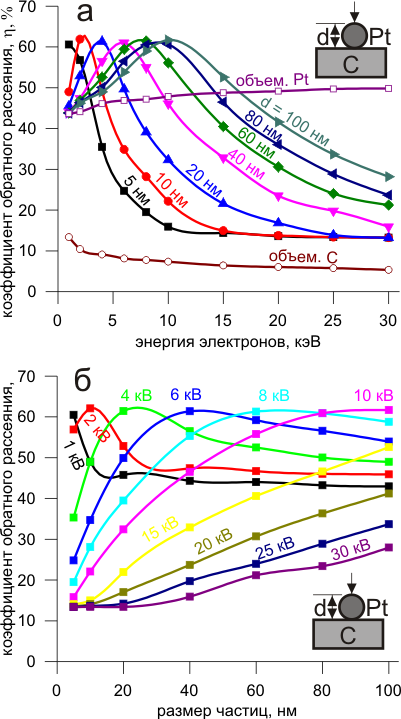 а
коэффициент обратного рассеяния, η, %
70
60
50
40
30
20
10
0
d
Pt
C
объем. Pt
d = 100 нм
80 нм
60 нм
40 нм
20 нм
10 нм
5 нм
объем. C
0
5
10
15
20
25
30
энергия электронов, кэВ
б
коэффициент обратного рассеяния,
70
60
50
40
30
20
10
0
1 кВ
2 кВ
4 кВ
6 кВ
8 кВ
10 кВ
15 кВ
20 кВ
25 кВ
30 кВ
d
Pt
C
0
20
40
60
80
100
размер частиц, нм